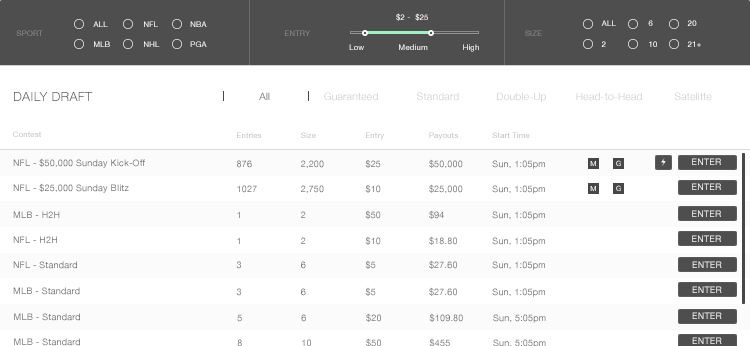 $2 - $25
ALL NFL NBA
SPORT
MLB NHL PGA
ENTRY
Low Medium High
SIZE
ALL 6 20
2 10 21+
DAILY DRAFT
All Guaranteed Standard Double-Up Head-to-Head Satelitte
Contest Entries Size Entry Payouts Start Time
NFL - $50,000 Sunday Kick-Off 876 2,200 $25 $50,000 Sun, 1:05pm M G ENTER
NFL - $25,000 Sunday Blitz 1027 2,750 $10 $25,000 Sun, 1:05pm M G ENTER
MLB - H2H 1 2 $50 $94 Sun, 1:05pm ENTER
NFL - H2H 1 2 $10 $18.80 Sun, 1:05pm ENTER
NFL - Standard 3 6 $5 $27.60 Sun, 1:05pm ENTER
MLB - Standard 3 6 $5 $27.60 Sun, 1:05pm ENTER
MLB - Standard 5 6 $20 $109.80 Sun, 5:05pm ENTER
MLB - Standard 8 10 $50 $455 Sun, 5:05pm ENTER